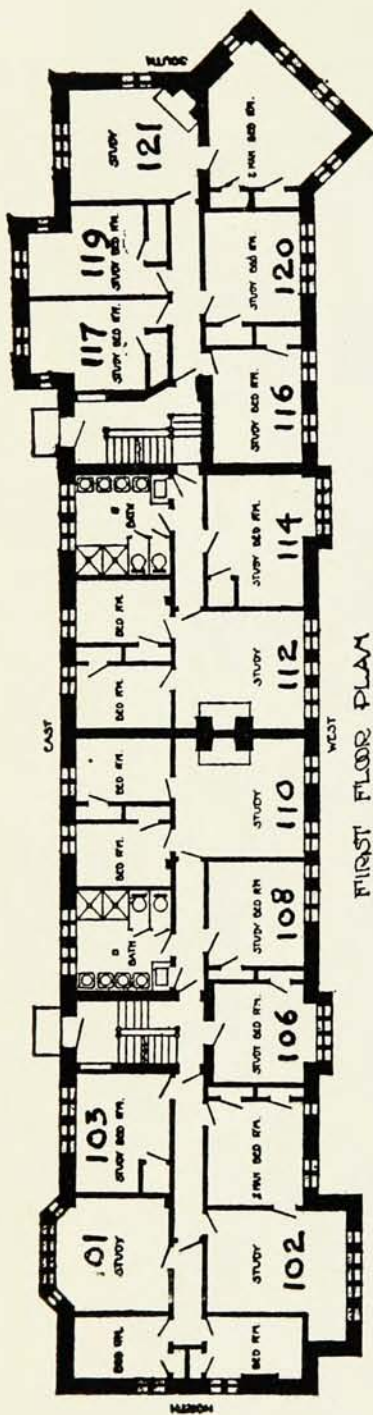 EAST
NORTH
SOUTH
BED RM.
101
STUDY
103
STUDY BED RM.
BATH
BED RM.
BED RM.
BED RM.
BED RM.
BATH
117
STUDY BED RM.
119
STUDY BED RM.
STUDY
121
BED RM.
STUDY
102
2 MAN BED RM.
STUDY BED RM.
106
STUDY BED RM
108
STUDY
110
STUDY
112
STUDY BED RM.
114
STUDY BED RM.
116
STUDY BED RM.
120
2 MAN BED RM.
WEST
FIRST FLOOR PLAN